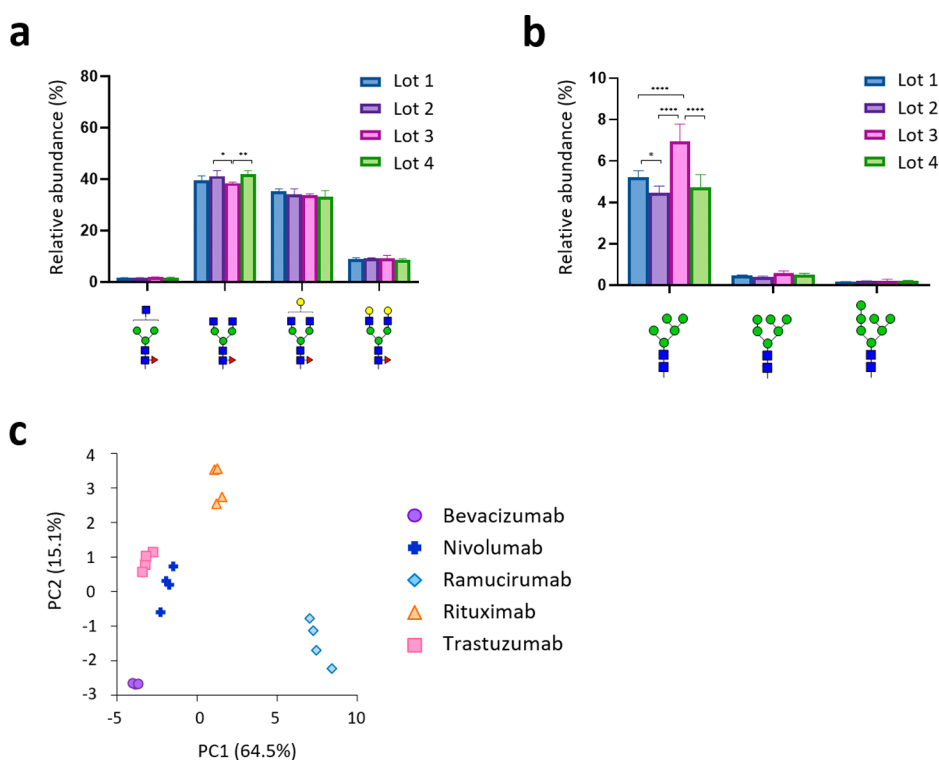 a
Relative abundance (%)
80
60
40
20
0
* **
Lot 1
Lot 2
Lot 3
Lot 4
b
Relative abundance (%)
10
8
6
4
2
0
****
**** ****
*
Lot 1
Lot 2
Lot 3
Lot 4
c
PC2 (15.1%)
4
3
2
1
0
-1
-2
-3
-5 0 5 10
PC1 (64.5%)
Bevacizumab
Nivolumab
Ramucirumab
Rituximab
Trastuzumab